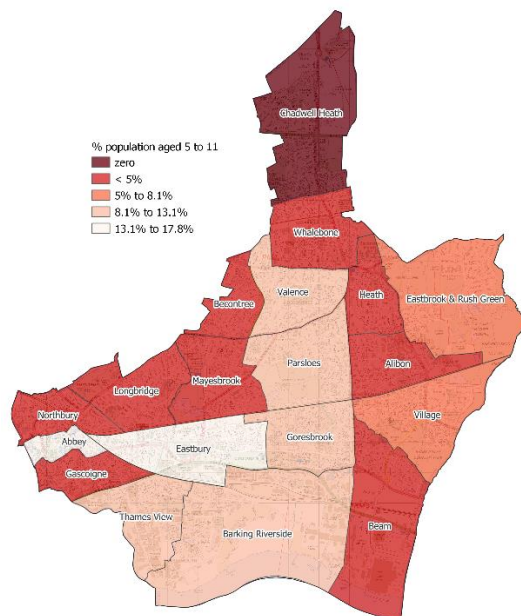 Chadwell Heath
% population aged 5 to 11
zero
< 5%
5% to 8.1%
8.1% to 13.1%
13.1% to 17.8%
Whalebone
Valence
Heath
Eastbrook & Rush Green
Becontree
Parsloes
Alibon
Mayesbrook
Longbridge
Northbury
Village
Abbey
Eastbury
Goresbrook
Gascoigne
Thames View
Barking Riverside
Beam